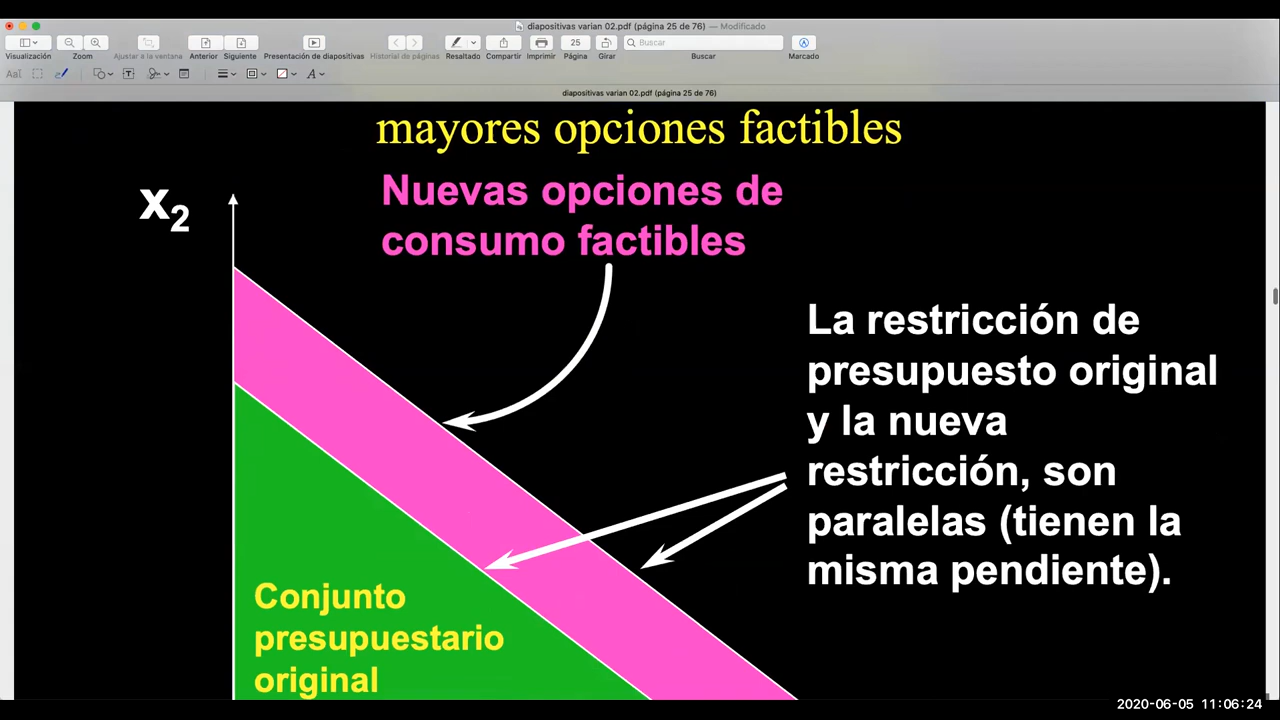 diapositivas varian 02.pdf (página 25 de 76) — Modificado
25
Buscar
Visualización Zoom Ajustar a la ventana Anterior Siguiente Presentación de diapositivas Historial de páginas Resaltado Compartir Imprimir Página Girar Buscar Marcado
diapositivas varian 02.pdf (página 25 de 76)
mayores opciones factibles
Nuevas opciones de
consumo factibles
x2
La restricción de
presupuesto original
y la nueva
restricción, son
paralelas (tienen la
misma pendiente).
Conjunto
presupuestario
original
2020-06-05 11:06:24